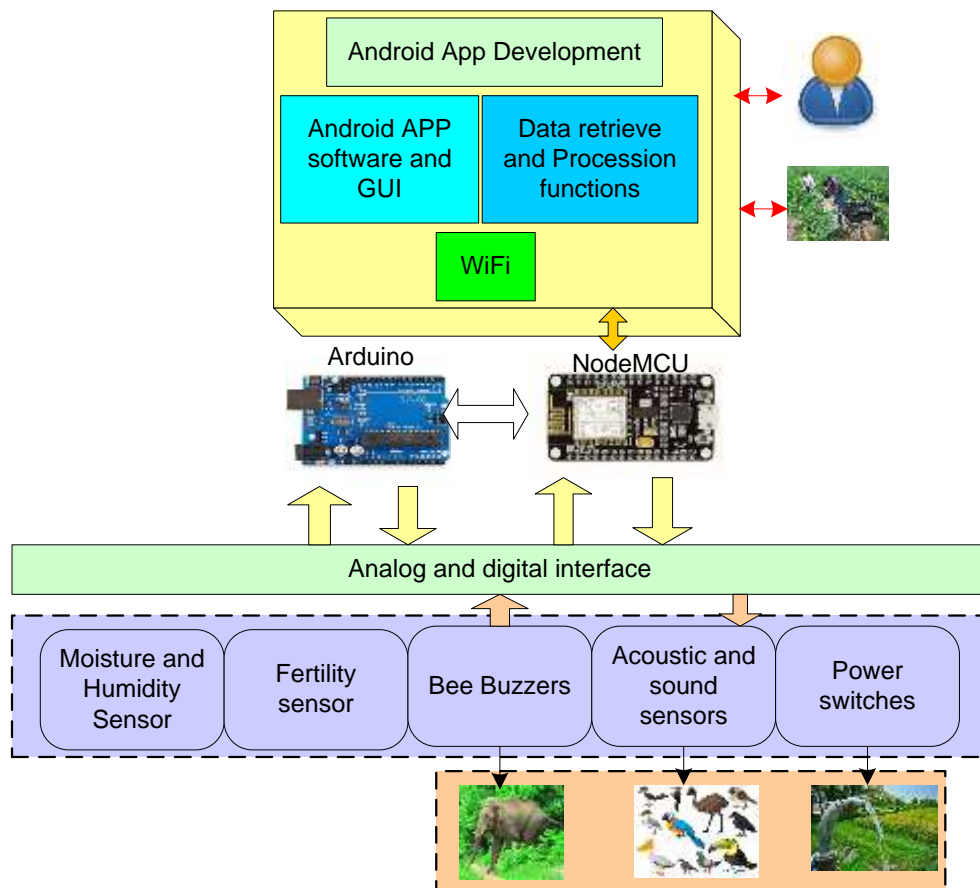 Android App Development
Android APP
software and
GUI
Data retrieve
and Procession
functions
WiFi
Arduino
NodeMCU
Analog and digital interface
Moisture and
Humidity
Sensor
Fertility
sensor
Bee Buzzers
Acoustic and
sound
sensors
Power
switches